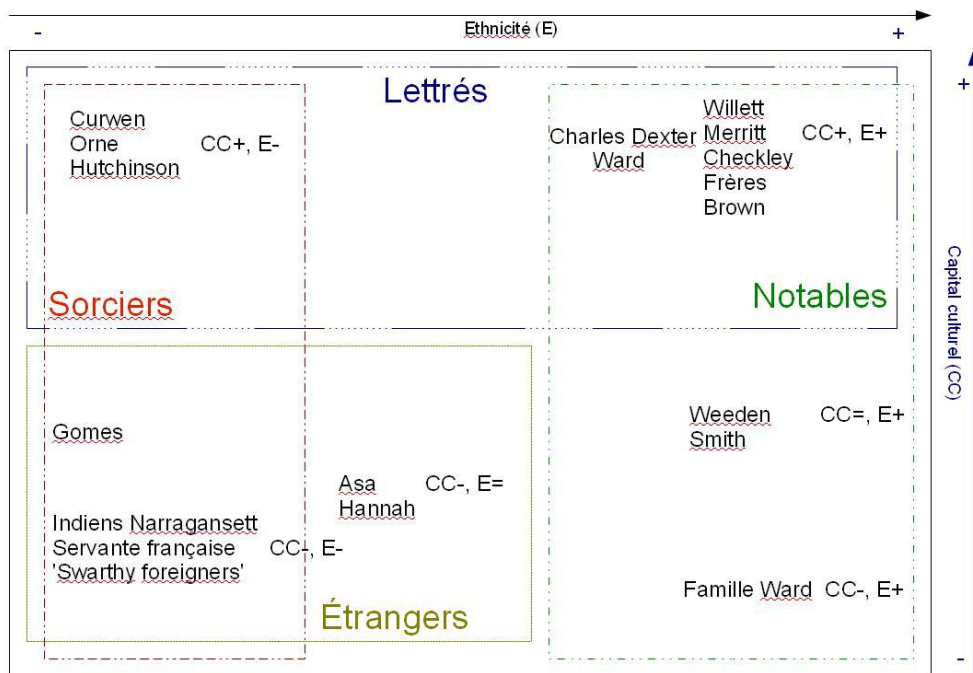 Ethnicité (E)
- +
Lettrés
Curwen
Orne CC+, E-
Hutchinson
Charles Dexter
Ward
Willett
Merritt CC+, E+
Checkley
Frères
Brown
+
Sorciers
Notables
Capital culturel (CC)
Gomes
Weeden CC=, E+
Smith
Asa CC-, E=
Hannah
Indiens Narragansett
Servante française CC-, E-
'Swarthy foreigners'
Famille Ward CC-, E+
Étrangers
-